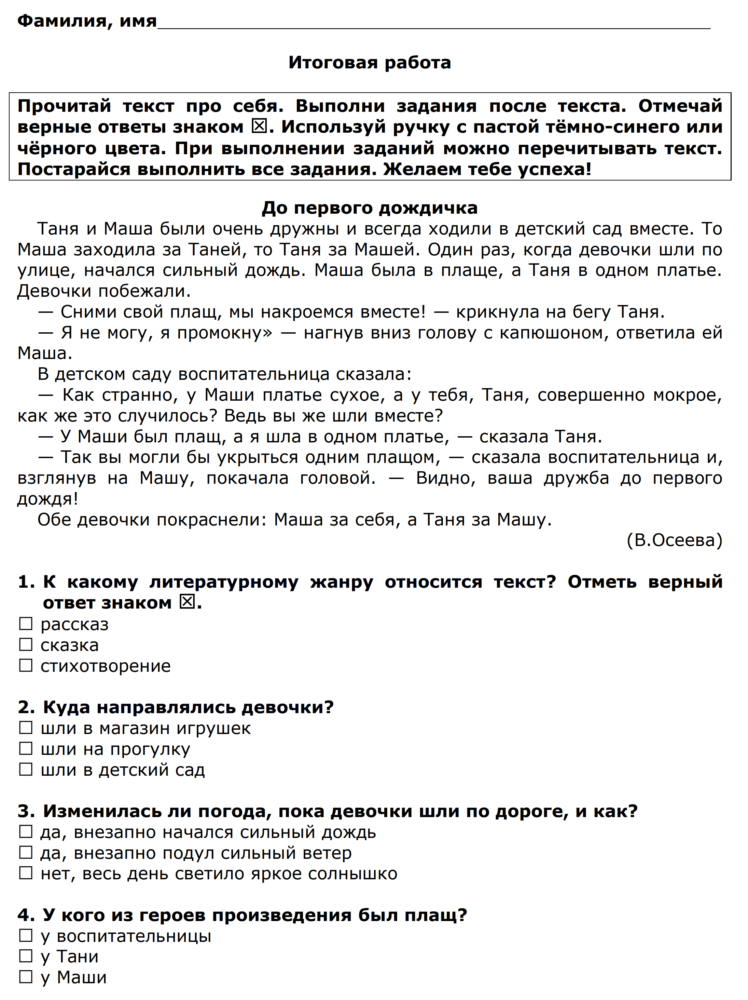 Фамилия, имя________________________________________________
Итоговая работа
Прочитай текст про себя. Выполни задания после текста. Отмечай
верные ответы знаком ☒. Используй ручку с пастой тёмно-синего или
чёрного цвета. При выполнении заданий можно перечитывать текст.
Постарайся выполнить все задания. Желаем тебе успеха!
До первого дождичка
Таня и Маша были очень дружны и всегда ходили в детский сад вместе. То
Маша заходила за Таней, то Таня за Машей. Один раз, когда девочки шли по
улице, начался сильный дождь. Маша была в плаще, а Таня в одном платье.
Девочки побежали.
— Сними свой плащ, мы накроемся вместе! — крикнула на бегу Таня.
— Я не могу, я промокну» — нагнув вниз голову с капюшоном, ответила ей
Маша.
В детском саду воспитательница сказала:
— Как странно, у Маши платье сухое, а у тебя, Таня, совершенно мокрое,
как же это случилось? Ведь вы же шли вместе?
— У Маши был плащ, а я шла в одном платье, — сказала Таня.
— Так вы могли бы укрыться одним плащом, — сказала воспитательница и,
взглянув на Машу, покачала головой. — Видно, ваша дружба до первого
дождя!
Обе девочки покраснели: Маша за себя, а Таня за Машу.
(В.Осеева)
1. К какому литературному жанру относится текст? Отметь верный
ответ знаком ☒.
☐ рассказ
☐ сказка
☐ стихотворение
2. Куда направлялись девочки?
☐ шли в магазин игрушек
☐ шли на прогулку
☐ шли в детский сад
3. Изменилась ли погода, пока девочки шли по дороге, и как?
☐ да, внезапно начался сильный дождь
☐ да, внезапно подул сильный ветер
☐ нет, весь день светило яркое солнышко
4. У кого из героев произведения был плащ?
☐ у воспитательницы
☐ у Тани
☐ у Маши